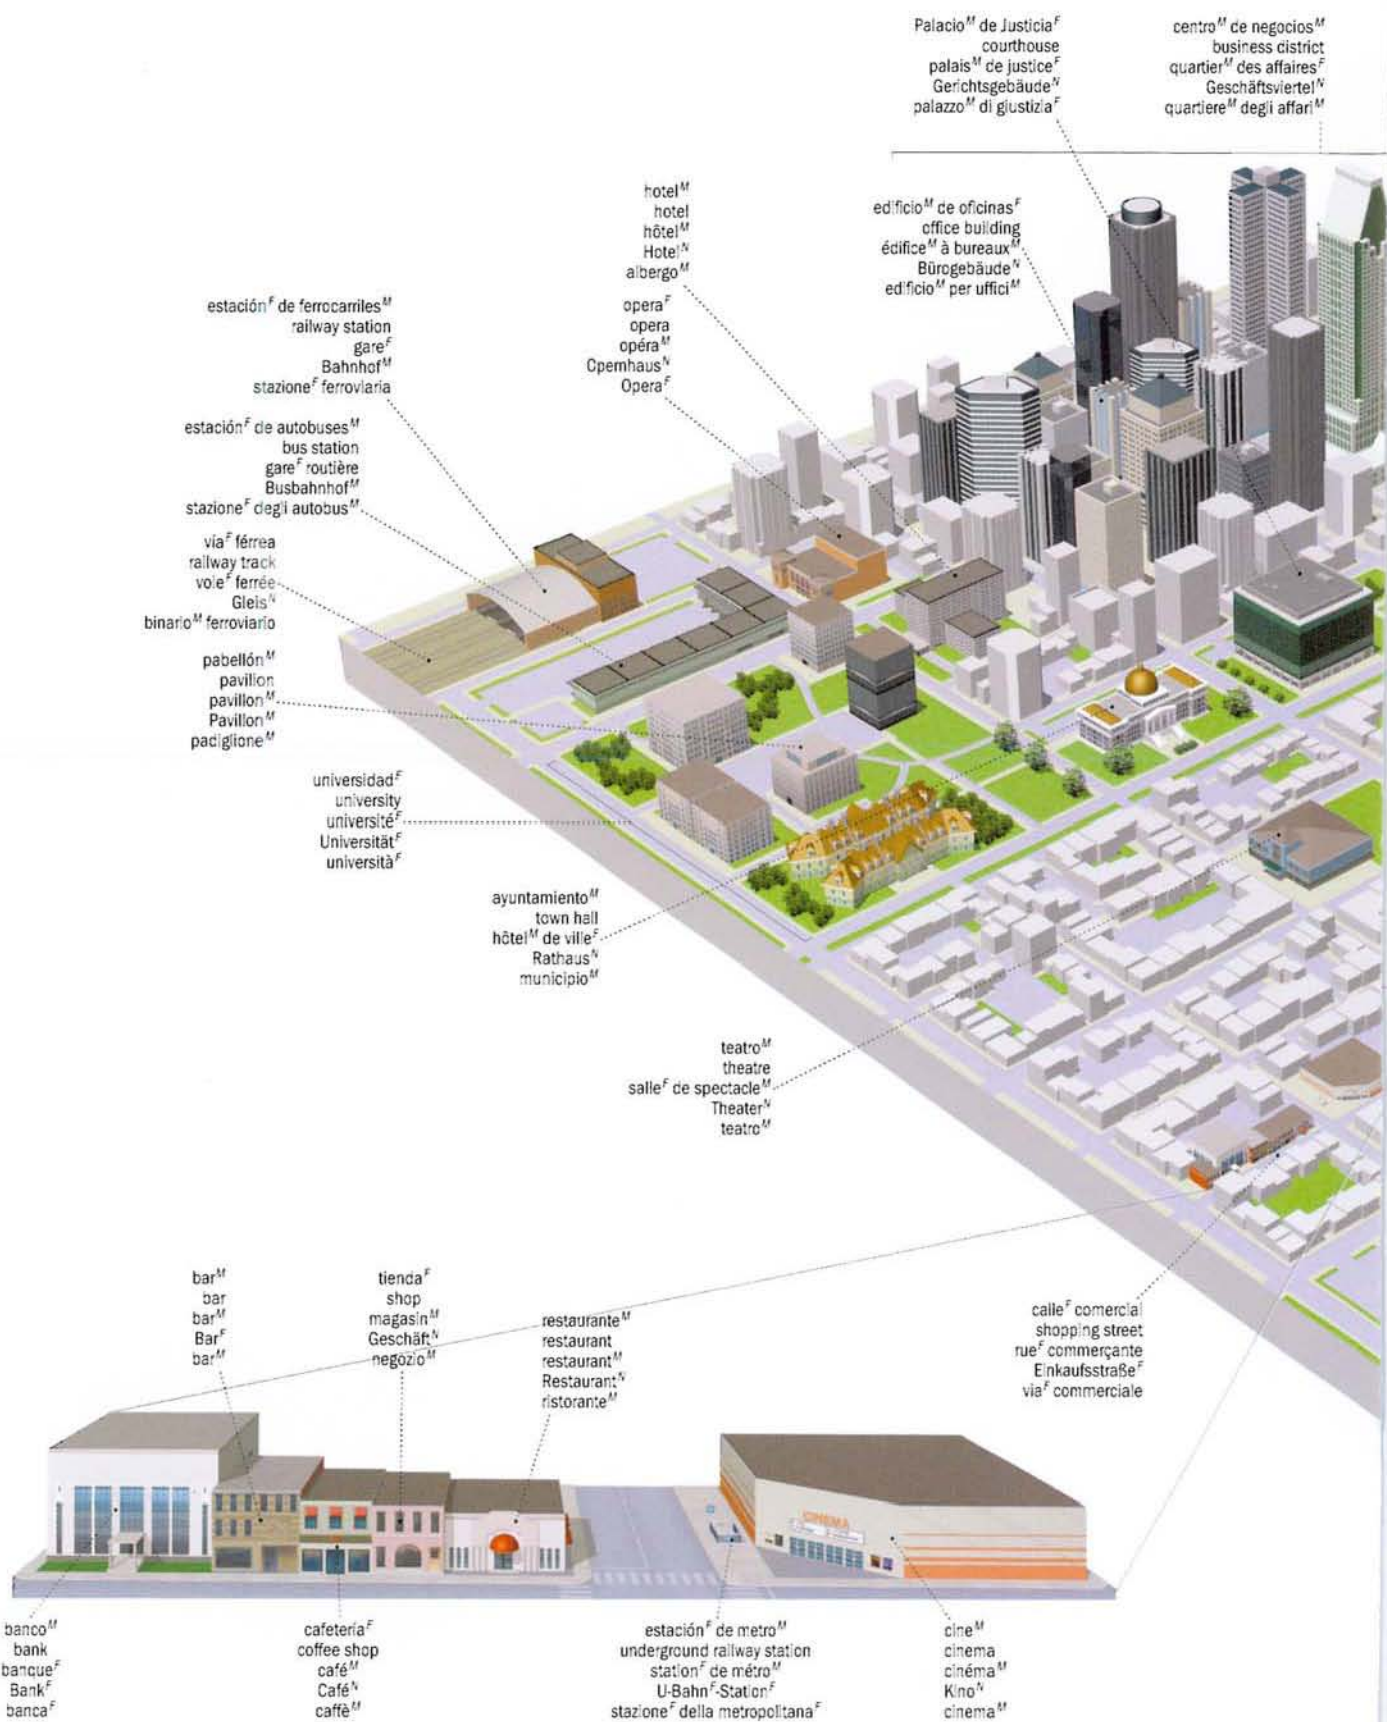 Palacio^M de Justicia^F
courthouse
palais^M de justice^F
Gerichtsgebäude^N
palazzo^M di giustizia^F
centro^M de negocios^M
business district
quartier^M des affaires^F
Geschäftsviertel^N
quartiere^M degli affari^M
hotel^M
hotel
hôtel^M
Hotel^N
albergo^M
edificio^M de oficinas^F
office building
édifice^M à bureaux^M
Bürogebäude^N
edificio^M per uffici^M
opera^F
opera
opéra^M
Opernhaus^N
Opera^F
estación^F de ferrocarriles^M
railway station
gare^F
Bahnhof^M
stazione^F ferroviaria
estación^F de autobuses^M
bus station
gare^F routière
Busbahnhof^M
stazione^F degli autobus^M
vía^F férrea
railway track
voie^F ferrée
Gleis^N
binario^M ferroviario
pabellón^M
pavilion
pavillon^M
Pavillon^M
padiglione^M
universidad^F
university
université^F
Universität^F
università^F
ayuntamiento^M
town hall
hôtel^M de ville^F
Rathaus^N
municipio^M
teatro^M
theatre
salle^F de spectacle^M
Theater^N
teatro^M
calle^F comercial
shopping street
rue^F commerçante
Einkaufsstraße^F
via^F commerciale
bar^M
bar
bar^M
Bar^F
bar^M
tienda^F
shop
magasin^M
Geschäft^N
negozio^M
restaurante^M
restaurant
restaurant^M
Restaurant^N
ristorante^M
CINEMA
banco^M
bank
banque^F
Bank^F
banca^F
cafetería^F
coffee shop
café^M
Café^N
caffè^M
estación^F de metro^M
underground railway station
station^F de métro^M
U-Bahn^F-Station^F
stazione^F della metropolitana^F
cine^M
cinema
cinéma^M
Kino^N
cinema^M